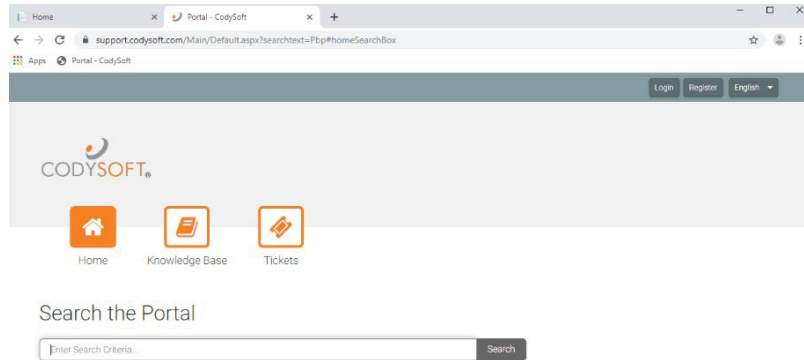 Home
Portal - CodySoft
support.codysoft.com/Main/Default.aspx?searchtext=Pbp#homeSearchBox
Apps Portal - CodySoft
Login Register English
CODYSOFT®
Home Knowledge Base Tickets
Search the Portal
Enter Search Criteria... Search